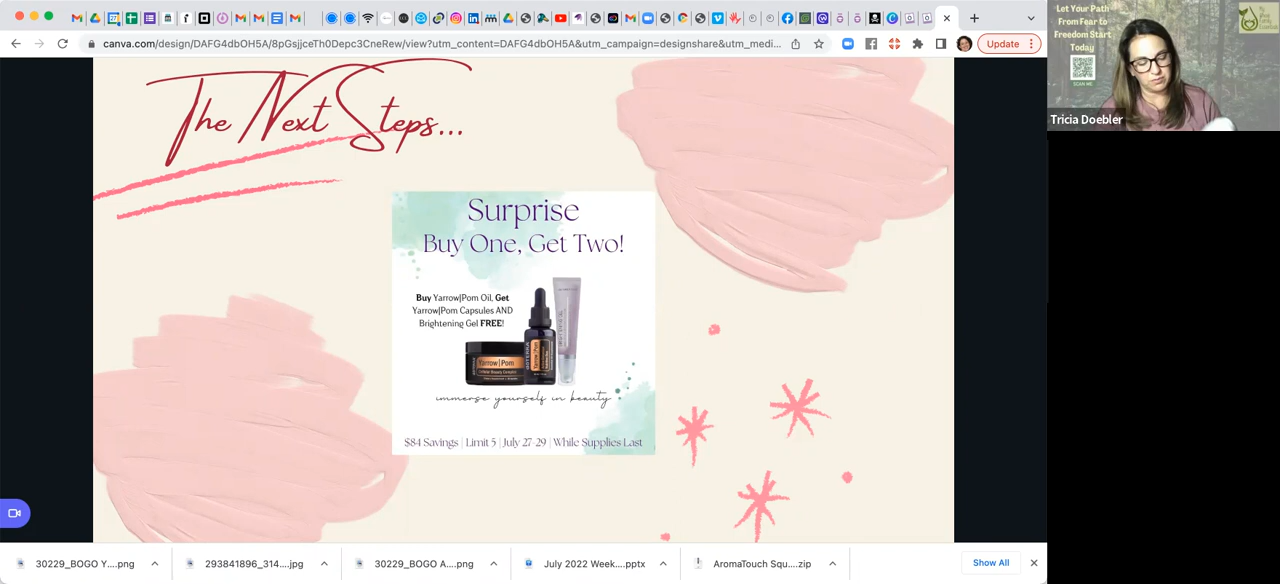 Update
canva.com/design/DAFG4dbOH5A/8pGsjjceTh0Depc3CneRew/view?utm_content=DAFG4dbOH5A&utm_campaign=designshare&utm_medi...
The Next Steps...
Surprise
Buy One, Get Two!
Buy Yarrow|Pom Oil, Get
Yarrow|Pom Capsules AND
Brightening Gel FREE!
Yarrow | Pom
immerse yourselves in beauty
$84 Savings | Limit 5 | July 27-29 | While Supplies Last
30229_BOGO Y....png
293841896_314....jpg
30229_BOGO A....png
July 2022 Week....pptx
AromaTouch Squ....zip
Show All
Let Your Path
From Fear to
Freedom Start
Today
SCAN ME
Tricia Doebler